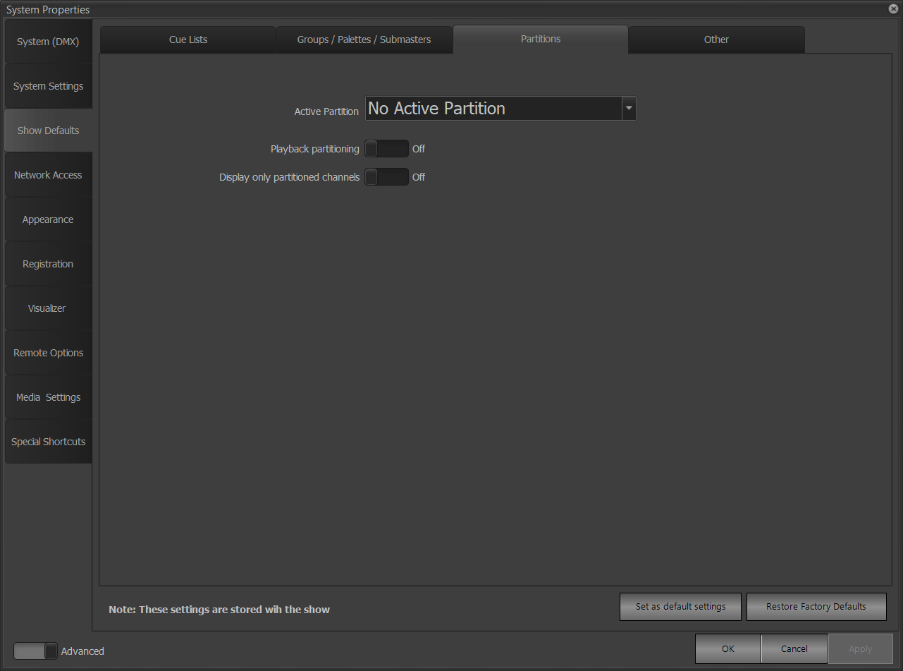 System Properties
System (DMX)
System Settings
Show Defaults
Network Access
Appearance
Registration
Visualizer
Remote Options
Media Settings
Special Shortcuts
Cue Lists
Groups / Palettes / Submasters
Partitions
Other
Active Partition No Active Partition
Playback partitioning Off
Display only partitioned channels Off
Note: These settings are stored wih the show
Set as default settings
Restore Factory Defaults
Advanced
OK
Cancel
Apply